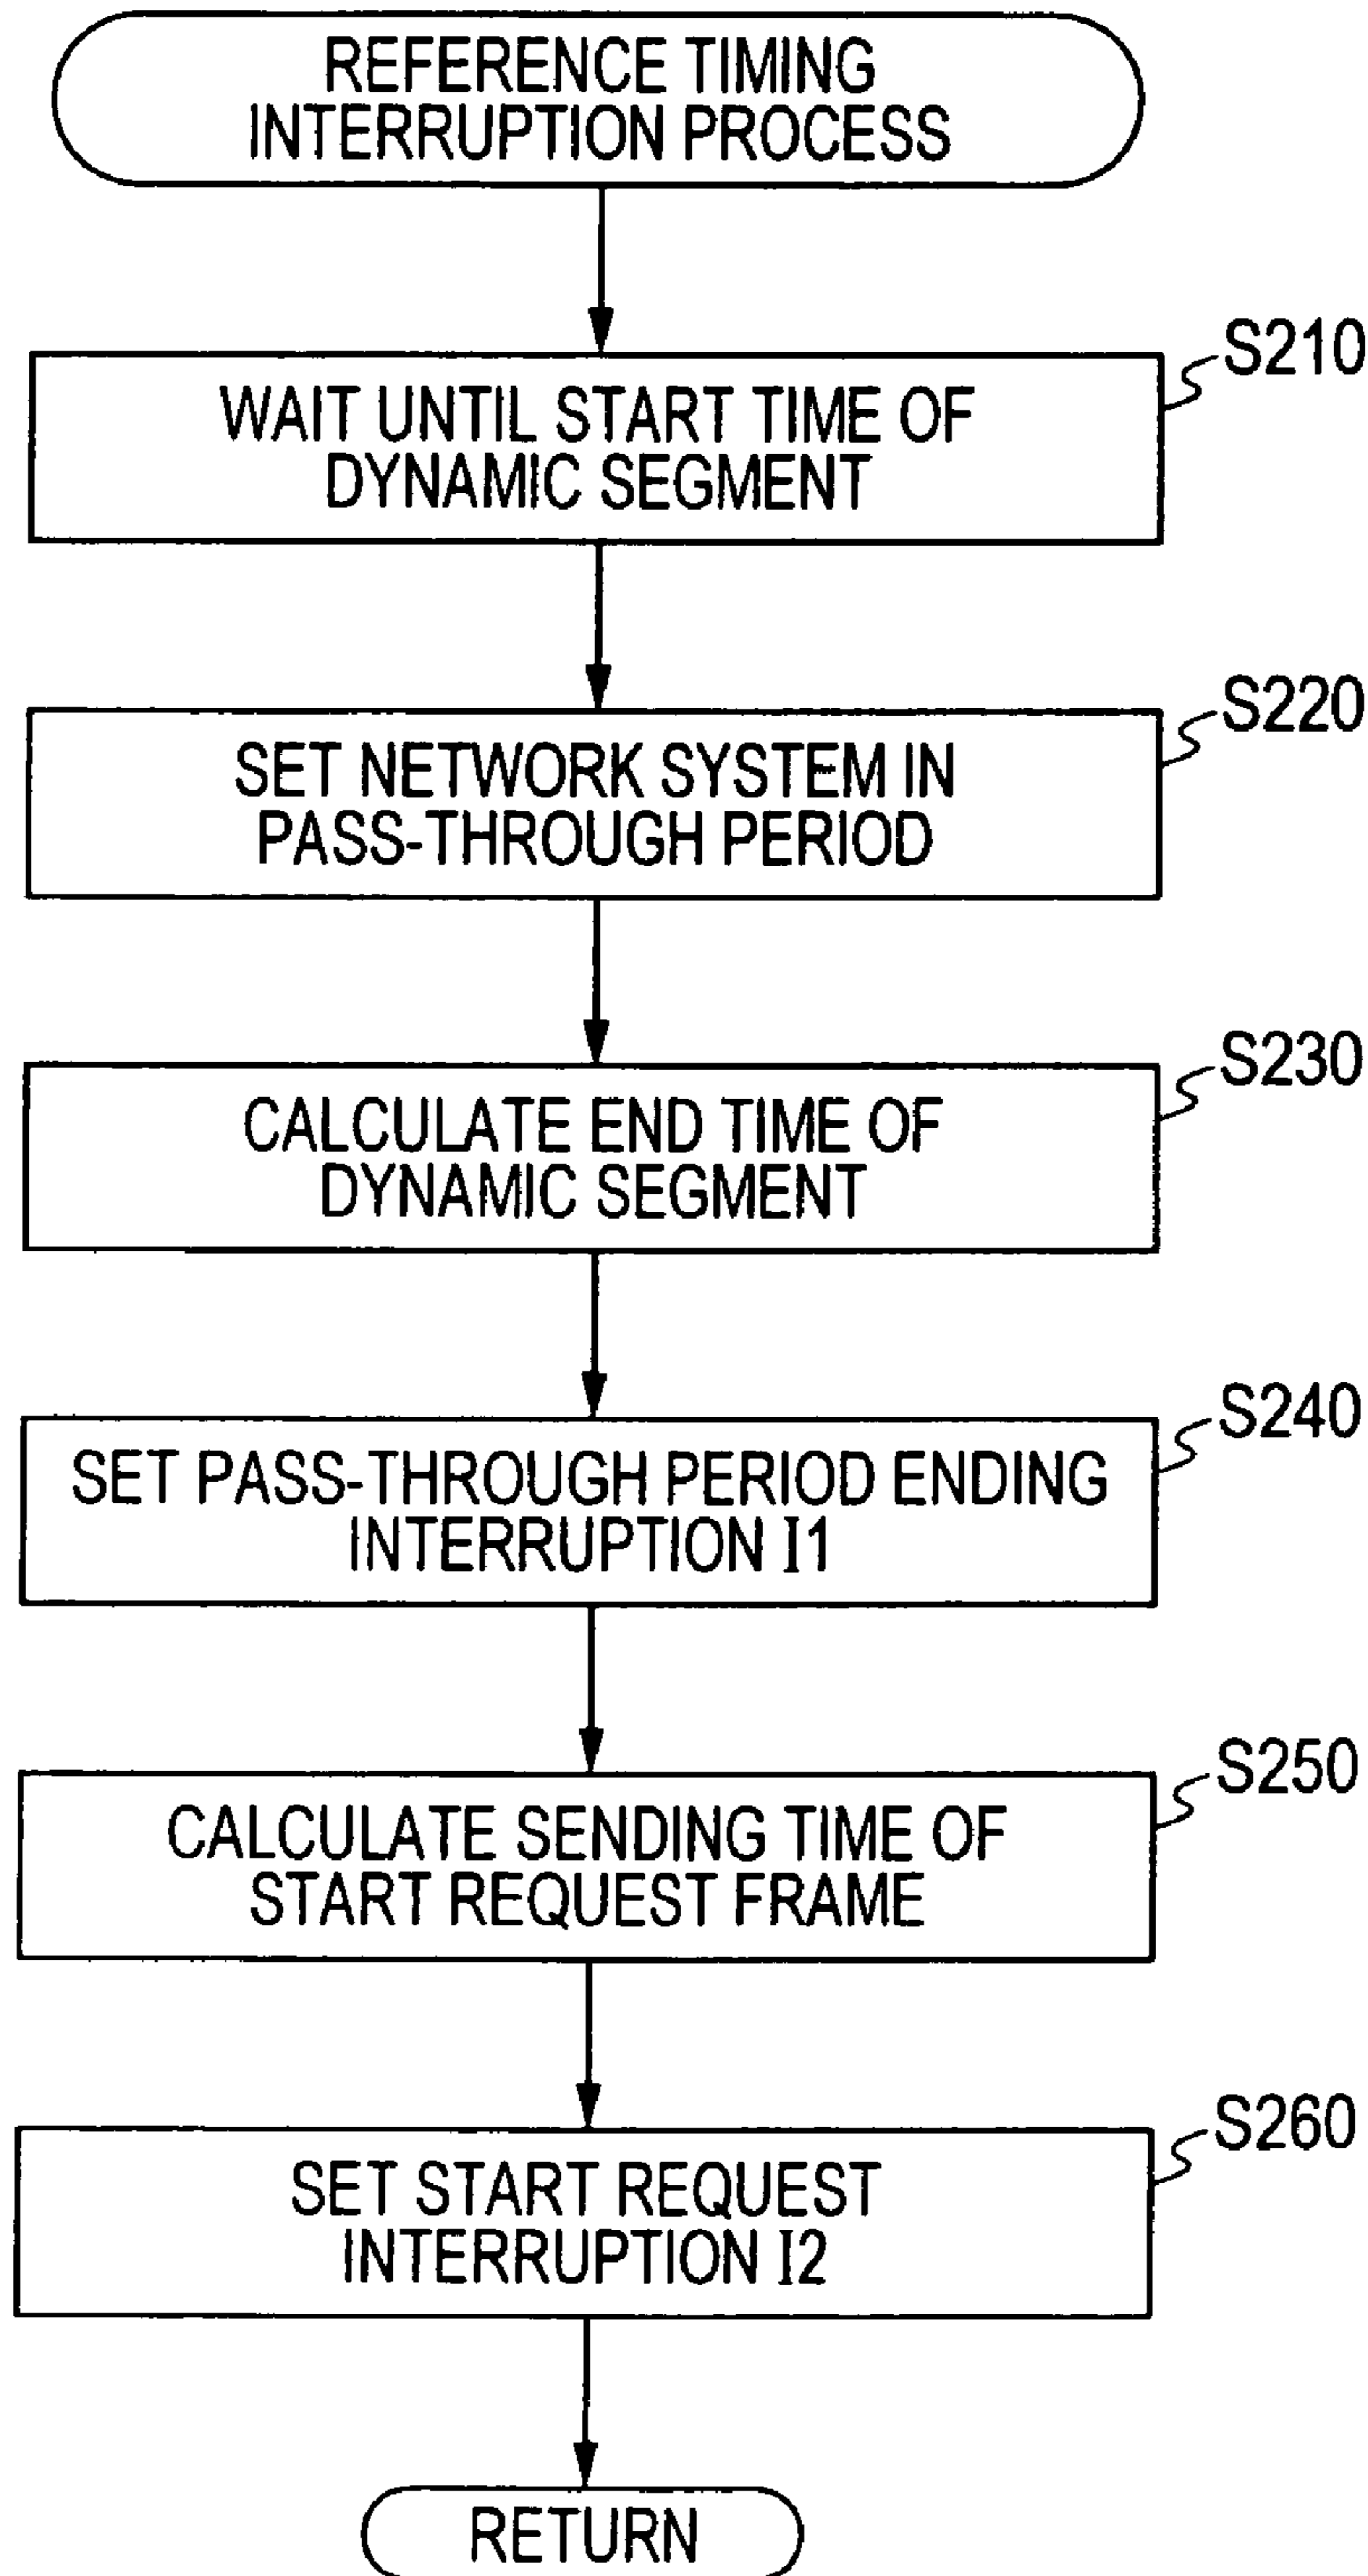 REFERENCE TIMING
INTERRUPTION PROCESS
S210
WAIT UNTIL START TIME OF
DYNAMIC SEGMENT
S220
SET NETWORK SYSTEM IN
PASS-THROUGH PERIOD
S230
CALCULATE END TIME OF
DYNAMIC SEGMENT
S240
SET PASS-THROUGH PERIOD ENDING
INTERRUPTION I1
S250
CALCULATE SENDING TIME OF
START REQUEST FRAME
S260
SET START REQUEST
INTERRUPTION I2
RETURN